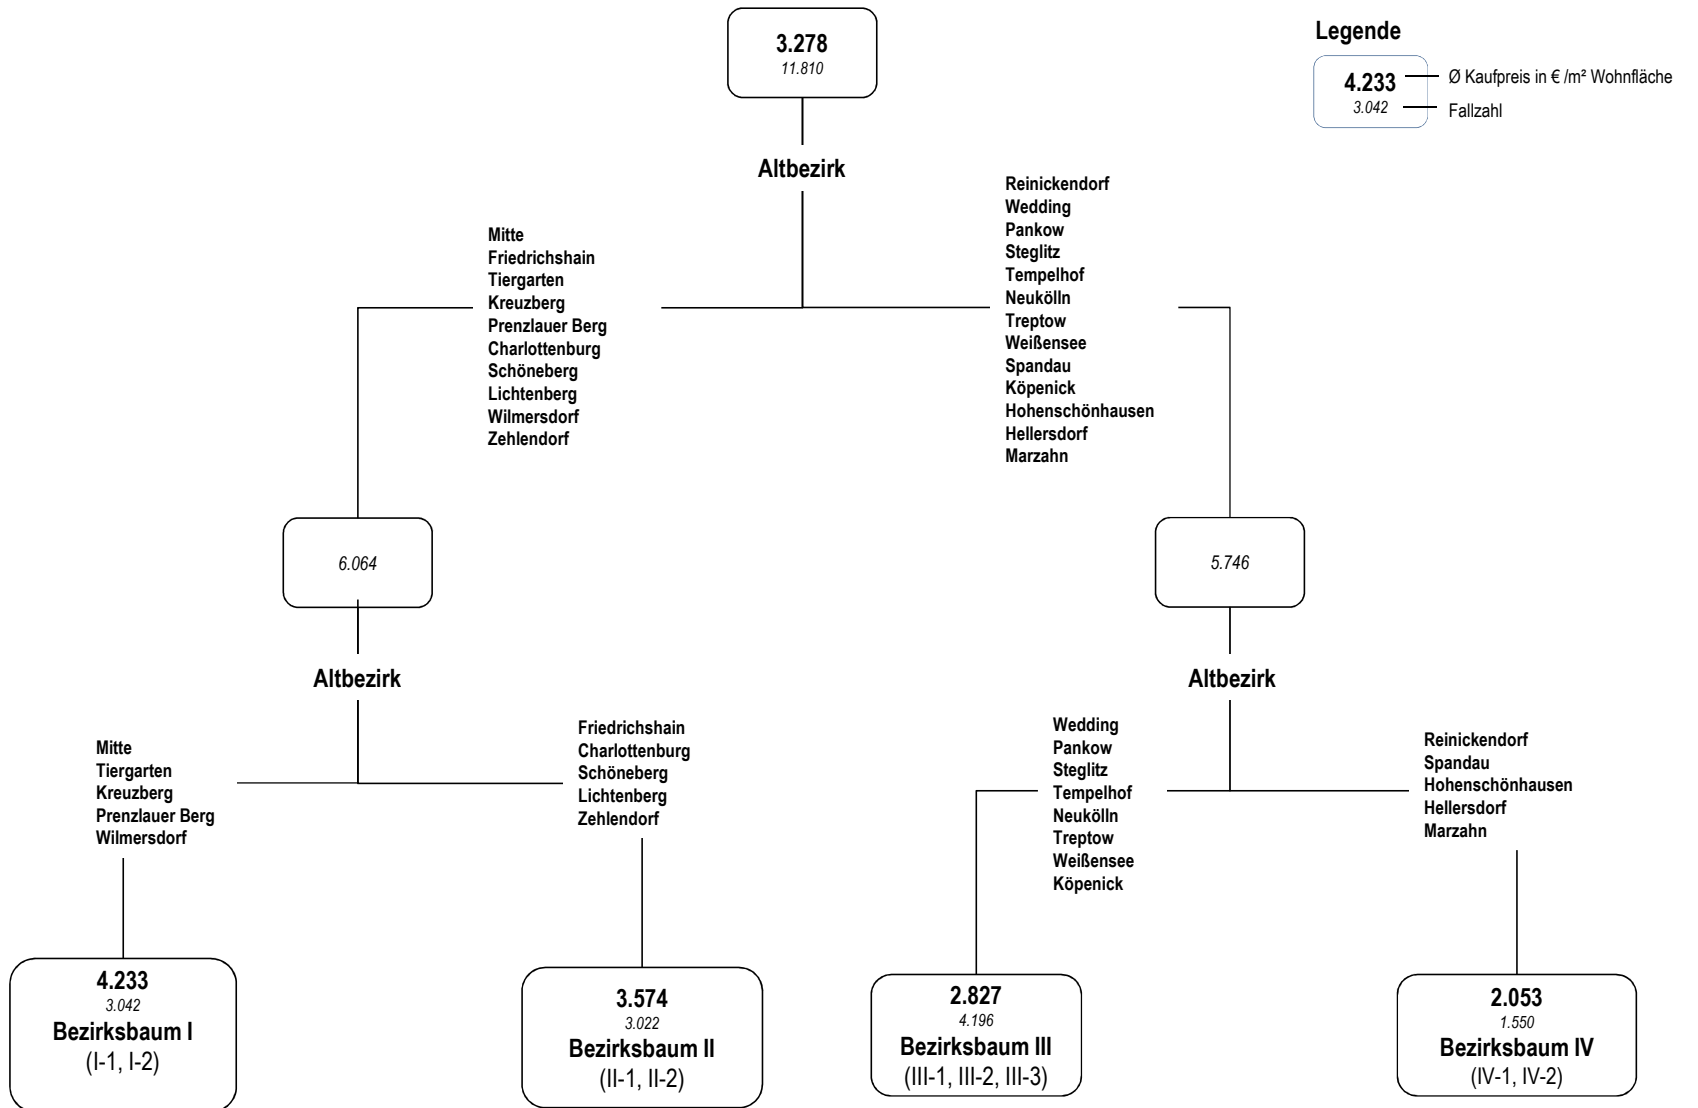 3.278
11.810
Legende
4.233
3.042
Ø Kaufpreis in € /m² Wohnfläche
Fallzahl
Altbezirk
Mitte
Friedrichshain
Tiergarten
Kreuzberg
Prenzlauer Berg
Charlottenburg
Schöneberg
Lichtenberg
Wilmersdorf
Zehlendorf
Reinickendorf
Wedding
Pankow
Steglitz
Tempelhof
Neukölln
Treptow
Weißensee
Spandau
Köpenick
Hohenschönhausen
Hellersdorf
Marzahn
6.064
5.746
Altbezirk
Altbezirk
Mitte
Tiergarten
Kreuzberg
Prenzlauer Berg
Wilmersdorf
Friedrichshain
Charlottenburg
Schöneberg
Lichtenberg
Zehlendorf
Wedding
Pankow
Steglitz
Tempelhof
Neukölln
Treptow
Weißensee
Köpenick
Reinickendorf
Spandau
Hohenschönhausen
Hellersdorf
Marzahn
4.233
3.042
Bezirksbaum I
(I-1, I-2)
3.574
3.022
Bezirksbaum II
(II-1, II-2)
2.827
4.196
Bezirksbaum III
(III-1, III-2, III-3)
2.053
1.550
Bezirksbaum IV
(IV-1, IV-2)